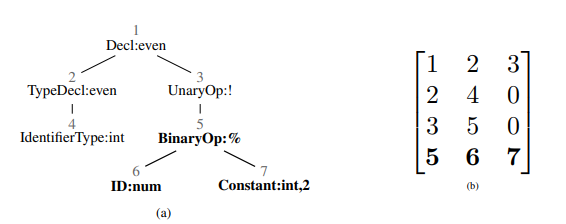 1
Decl:even
2 3
TypeDecl:even UnaryOp:!
4 5
IdentifierType:int BinaryOp:%
6 7
ID:num Constant:int,2
(a)
1 2 3
2 4 0
3 5 0
5 6 7
(b)